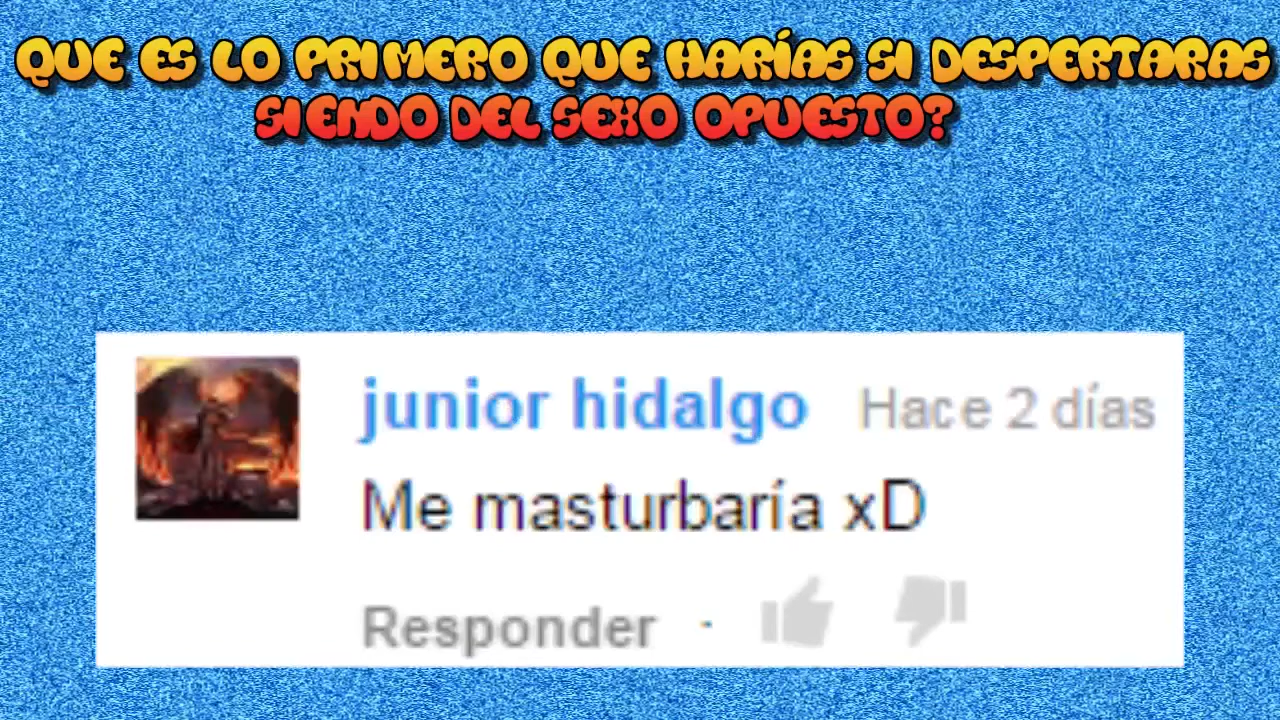 QUE ES LO PRIMERO QUE HARÍAS SI DESPERTARAS
SIENDO DEL SEXO OPUESTO?
junior hidalgo Hace 2 días
Me masturbaría xD
Responder ·